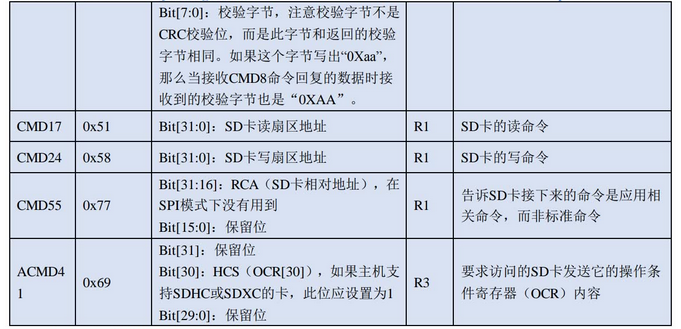 Bit[7:0]：校验字节，注意校验字节不是
CRC校验位，而是此字节和返回的校验
字节相同。如果这个字节写出“0Xaa”，
那么当接收CMD8命令回复的数据时接
收到的校验字节也是“0XAA”。
CMD17 0x51 Bit[31:0]：SD卡读扇区地址 R1 SD卡的读命令
CMD24 0x58 Bit[31:0]：SD卡写扇区地址 R1 SD卡的写命令
CMD55 0x77 Bit[31:16]：RCA（SD卡相对地址），在
SPI模式下没有用到
Bit[15:0]：保留位
R1
告诉SD卡接下来的命令是应用相
关命令，而非标准命令
ACMD4
1
0x69
Bit[31]：保留位
Bit[30]：HCS（OCR[30]），如果主机支
持SDHC或SDXC的卡，此位应设置为1
Bit[29:0]：保留位
R3
要求访问的SD卡发送它的操作条
件寄存器（OCR）内容